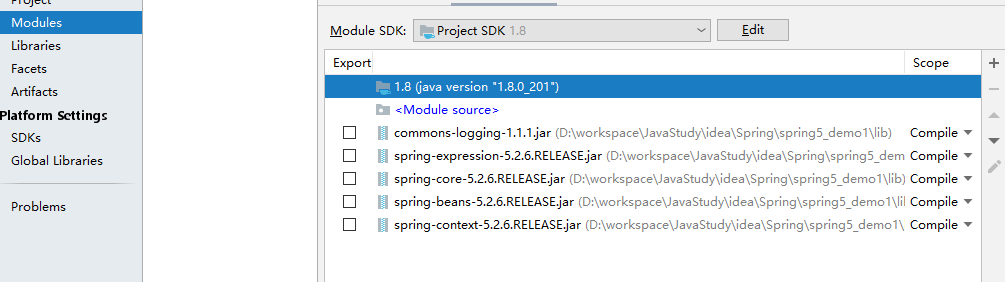 Project
Modules
Libraries
Facets
Artifacts
Platform Settings
SDKs
Global Libraries
Problems
Module SDK: Project SDK 1.8 Edit
Export Scope
1.8 (java version "1.8.0_201")
<Module source>
commons-logging-1.1.1.jar (D:\workspace\JavaStudy\idea\Spring\spring5_demo1\lib) Compile
spring-expression-5.2.6.RELEASE.jar (D:\workspace\JavaStudy\idea\Spring\spring5_dem Compile
spring-core-5.2.6.RELEASE.jar (D:\workspace\JavaStudy\idea\Spring\spring5_demo1\lib) Compile
spring-beans-5.2.6.RELEASE.jar (D:\workspace\JavaStudy\idea\Spring\spring5_demo1\lil Compile
spring-context-5.2.6.RELEASE.jar (D:\workspace\JavaStudy\idea\Spring\spring5_demo1\ Compile